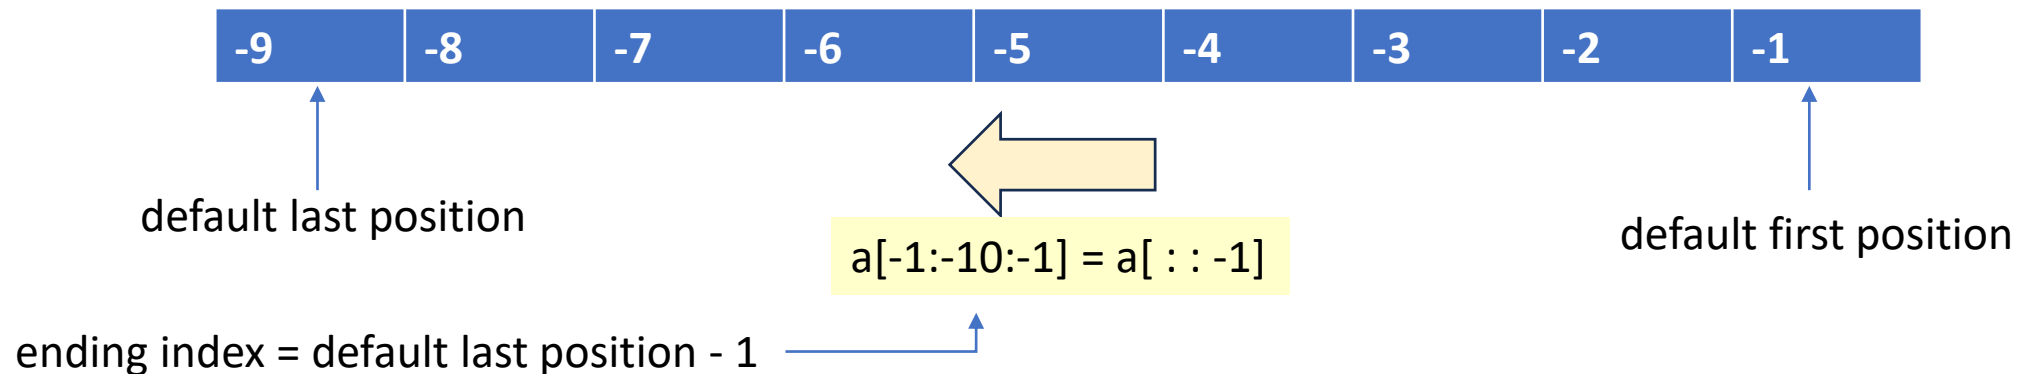 -9 -8 -7 -6 -5 -4 -3 -2 -1
default last position
default first position
a[-1:-10:-1] = a[ : : -1]
ending index = default last position - 1